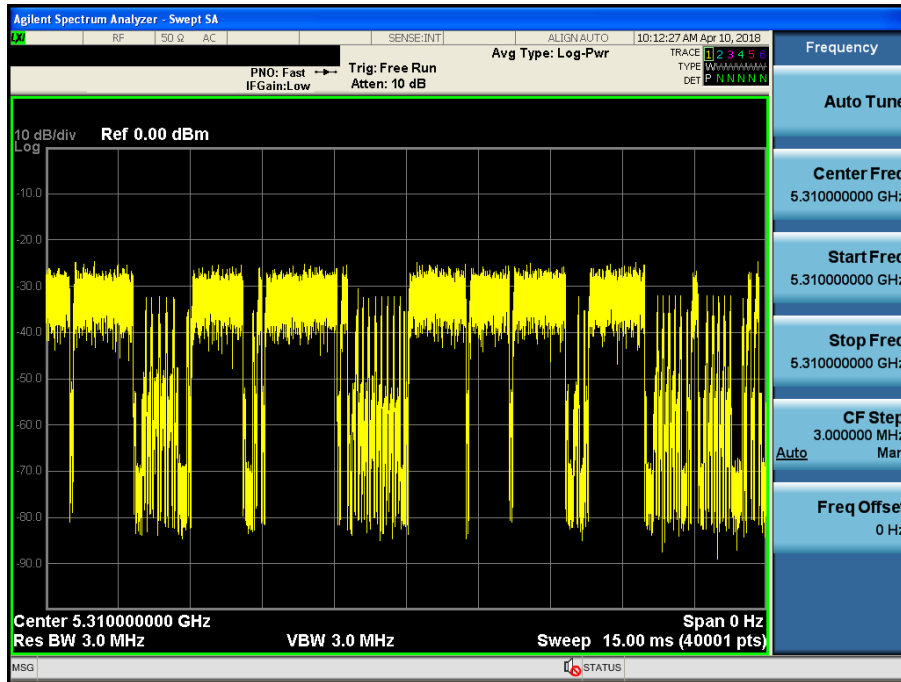 Agilent Spectrum Analyzer - Swept SA
LXI RF 50 Ω AC SENSE:INT ALIGN AUTO 10:12:27 AM Apr 10, 2018
Avg Type: Log-Pwr TRACE 1 2 3 4 5 6
PNO: Fast Trig: Free Run TYPE WWWWWW
IFGain:Low Atten: 10 dB DET P N N N N N
Frequency
Auto Tune
10 dB/div Ref 0.00 dBm
Log
-10.0
-20.0
-30.0
-40.0
-50.0
-60.0
-70.0
-80.0
-90.0
Center Freq
5.310000000 GHz
Start Freq
5.310000000 GHz
Stop Freq
5.310000000 GHz
CF Step
3.000000 MHz
Auto Man
Freq Offset
0 Hz
Center 5.310000000 GHz Span 0 Hz
Res BW 3.0 MHz VBW 3.0 MHz Sweep 15.00 ms (40001 pts)
MSG STATUS